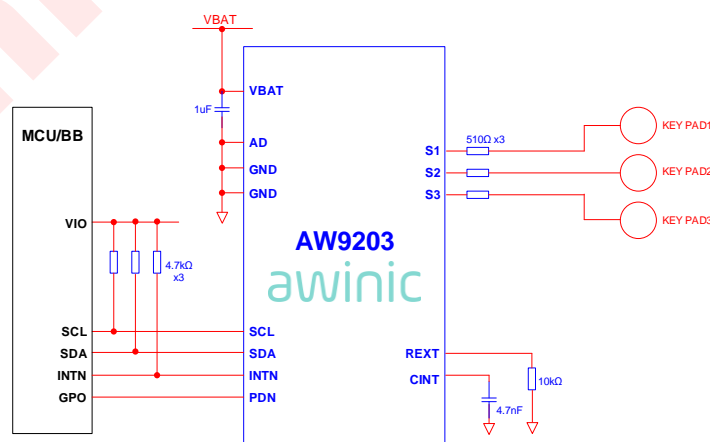 VBAT
MCU/BB
VIO
SCL
SDA
INTN
GPO
4.7kΩ
x3
1uF
VBAT
AD
GND
GND
SCL
SDA
INTN
PDN
AW9203
awinic
S1
S2
S3
REXT
CINT
510Ω x3
KEY PAD1
KEY PAD2
KEY PAD3
10kΩ
4.7nF